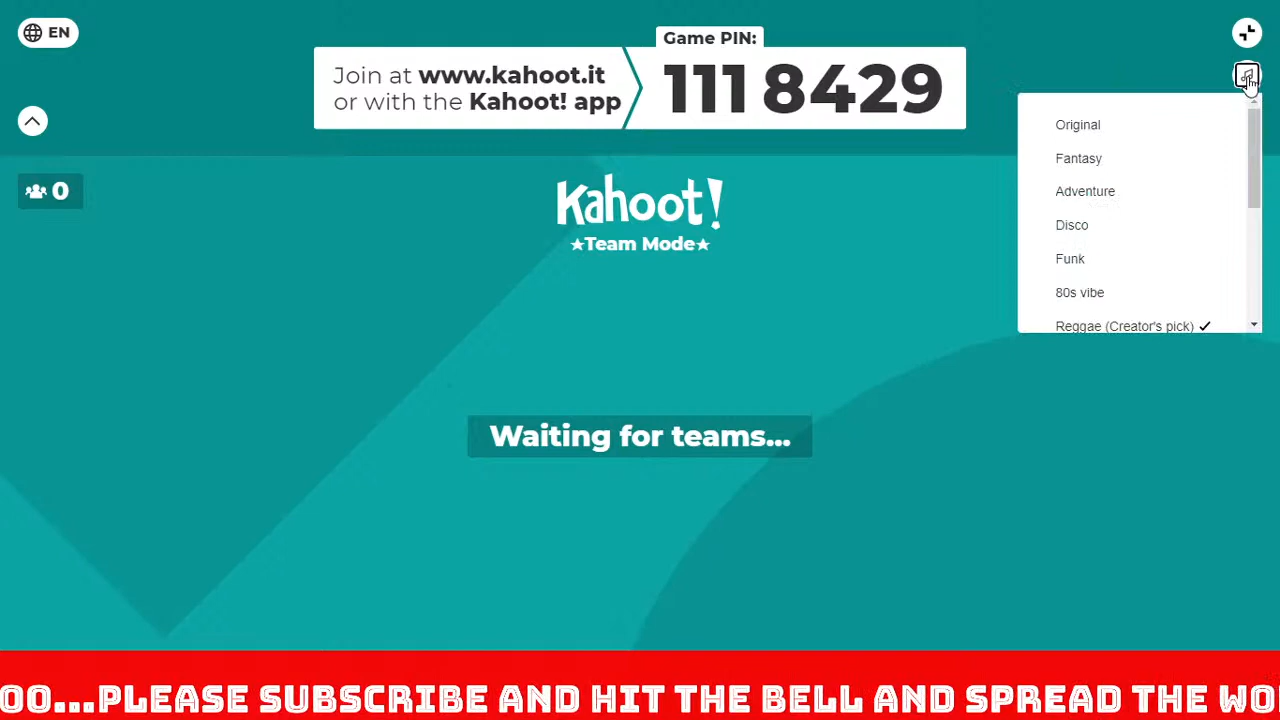 EN
Join at www.kahoot.it
or with the Kahoot! app
Game PIN:
111 8429
0
Kahoot!
★Team Mode★
Original
Fantasy
Adventure
Disco
Funk
80s vibe
Reggae (Creator's pick) ✓
Waiting for teams...
OO...PLEASE SUBSCRIBE AND HIT THE BELL AND SPREAD THE WO